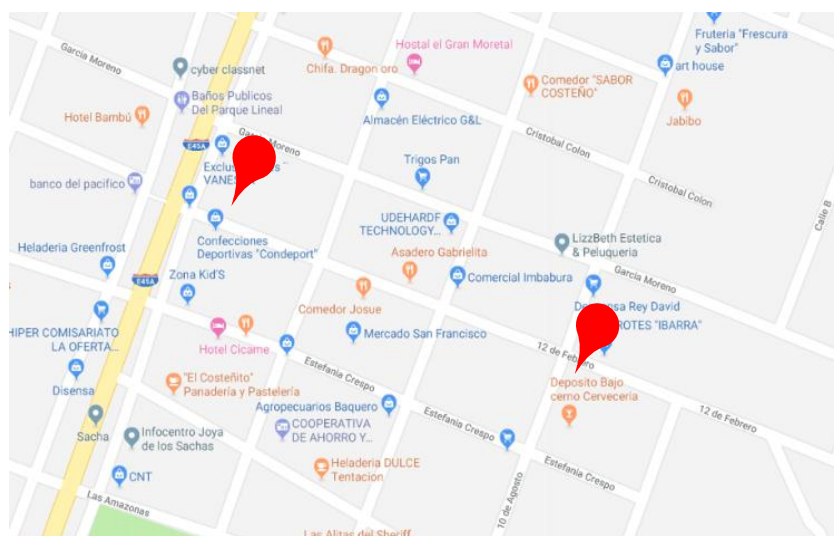 Fruteria "Frescura
y Sabor"
Garcia Moreno
Hostal el Gran Moretal
cyber classnet
Chifa. Dragon oro
art house
Comedor "SABOR
COSTEÑO"
Baños Publicos
Del Parque Lineal
Hotel Bambú
Almacén Eléctrico G&L
Jabibo
Cristobal Colon
Garcia Moreno
E45A
Trigos Pan
VANES
banco del pacifico
Cristobal Colon
Calle B
UDEHARDF
TECHNOLOGY...
Confecciones
Deportivas "Condeport"
LizzBeth Estetica
& Peluqueria
Heladeria Greenfrost
Asadero Gabrielita
Zona Kid'S
E45A
Comercial Imbabura
Garcia Moreno
Comedor Josue
Rey David
HIPER COMISARIATO
LA OFERTA...
Mercado San Francisco
ROTES "IBARRA"
Hotel Cicame
12 de Febrero
Estefania Crespo
"El Costeñito"
Panadería y Pastelería
Disensa
Deposito Bajo
cerno Cerveceria
Agropecuarios Baquero
Estefania Crespo
12 de Febrero
COOPERATIVA
DE AHORRO Y...
Sacha
Infocentro Joya
de los Sachas
Estefania Crespo
Heladeria DULCE
Tentacion
CNT
10 de Agosto
Las Amazonas
Las Alitas del Sheriff